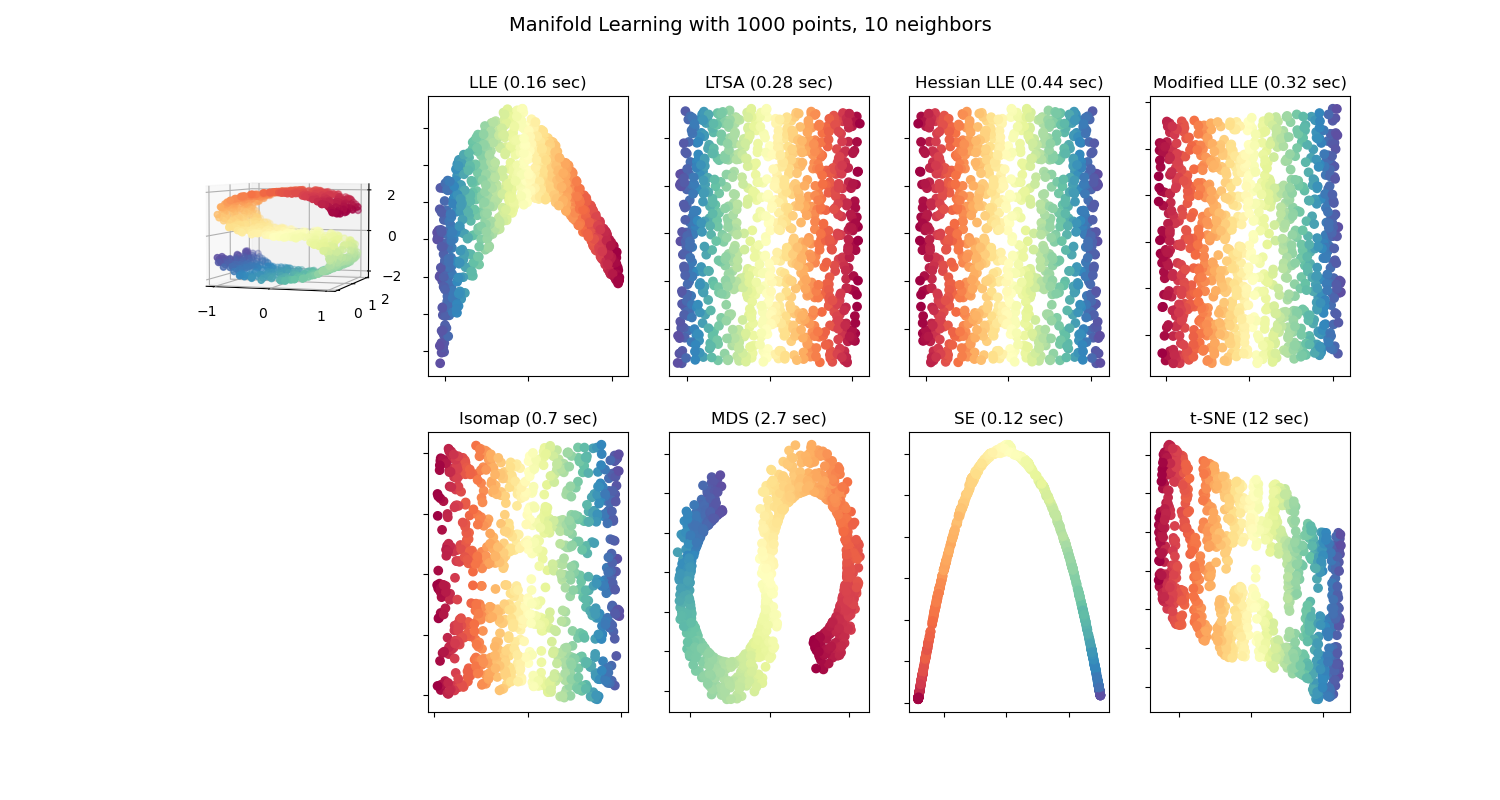 Manifold Learning with 1000 points, 10 neighbors
LLE (0.16 sec)
LTSA (0.28 sec)
Hessian LLE (0.44 sec)
Modified LLE (0.32 sec)
2
0
−2
−1
0
1
0
1
2
Isomap (0.7 sec)
MDS (2.7 sec)
SE (0.12 sec)
t-SNE (12 sec)